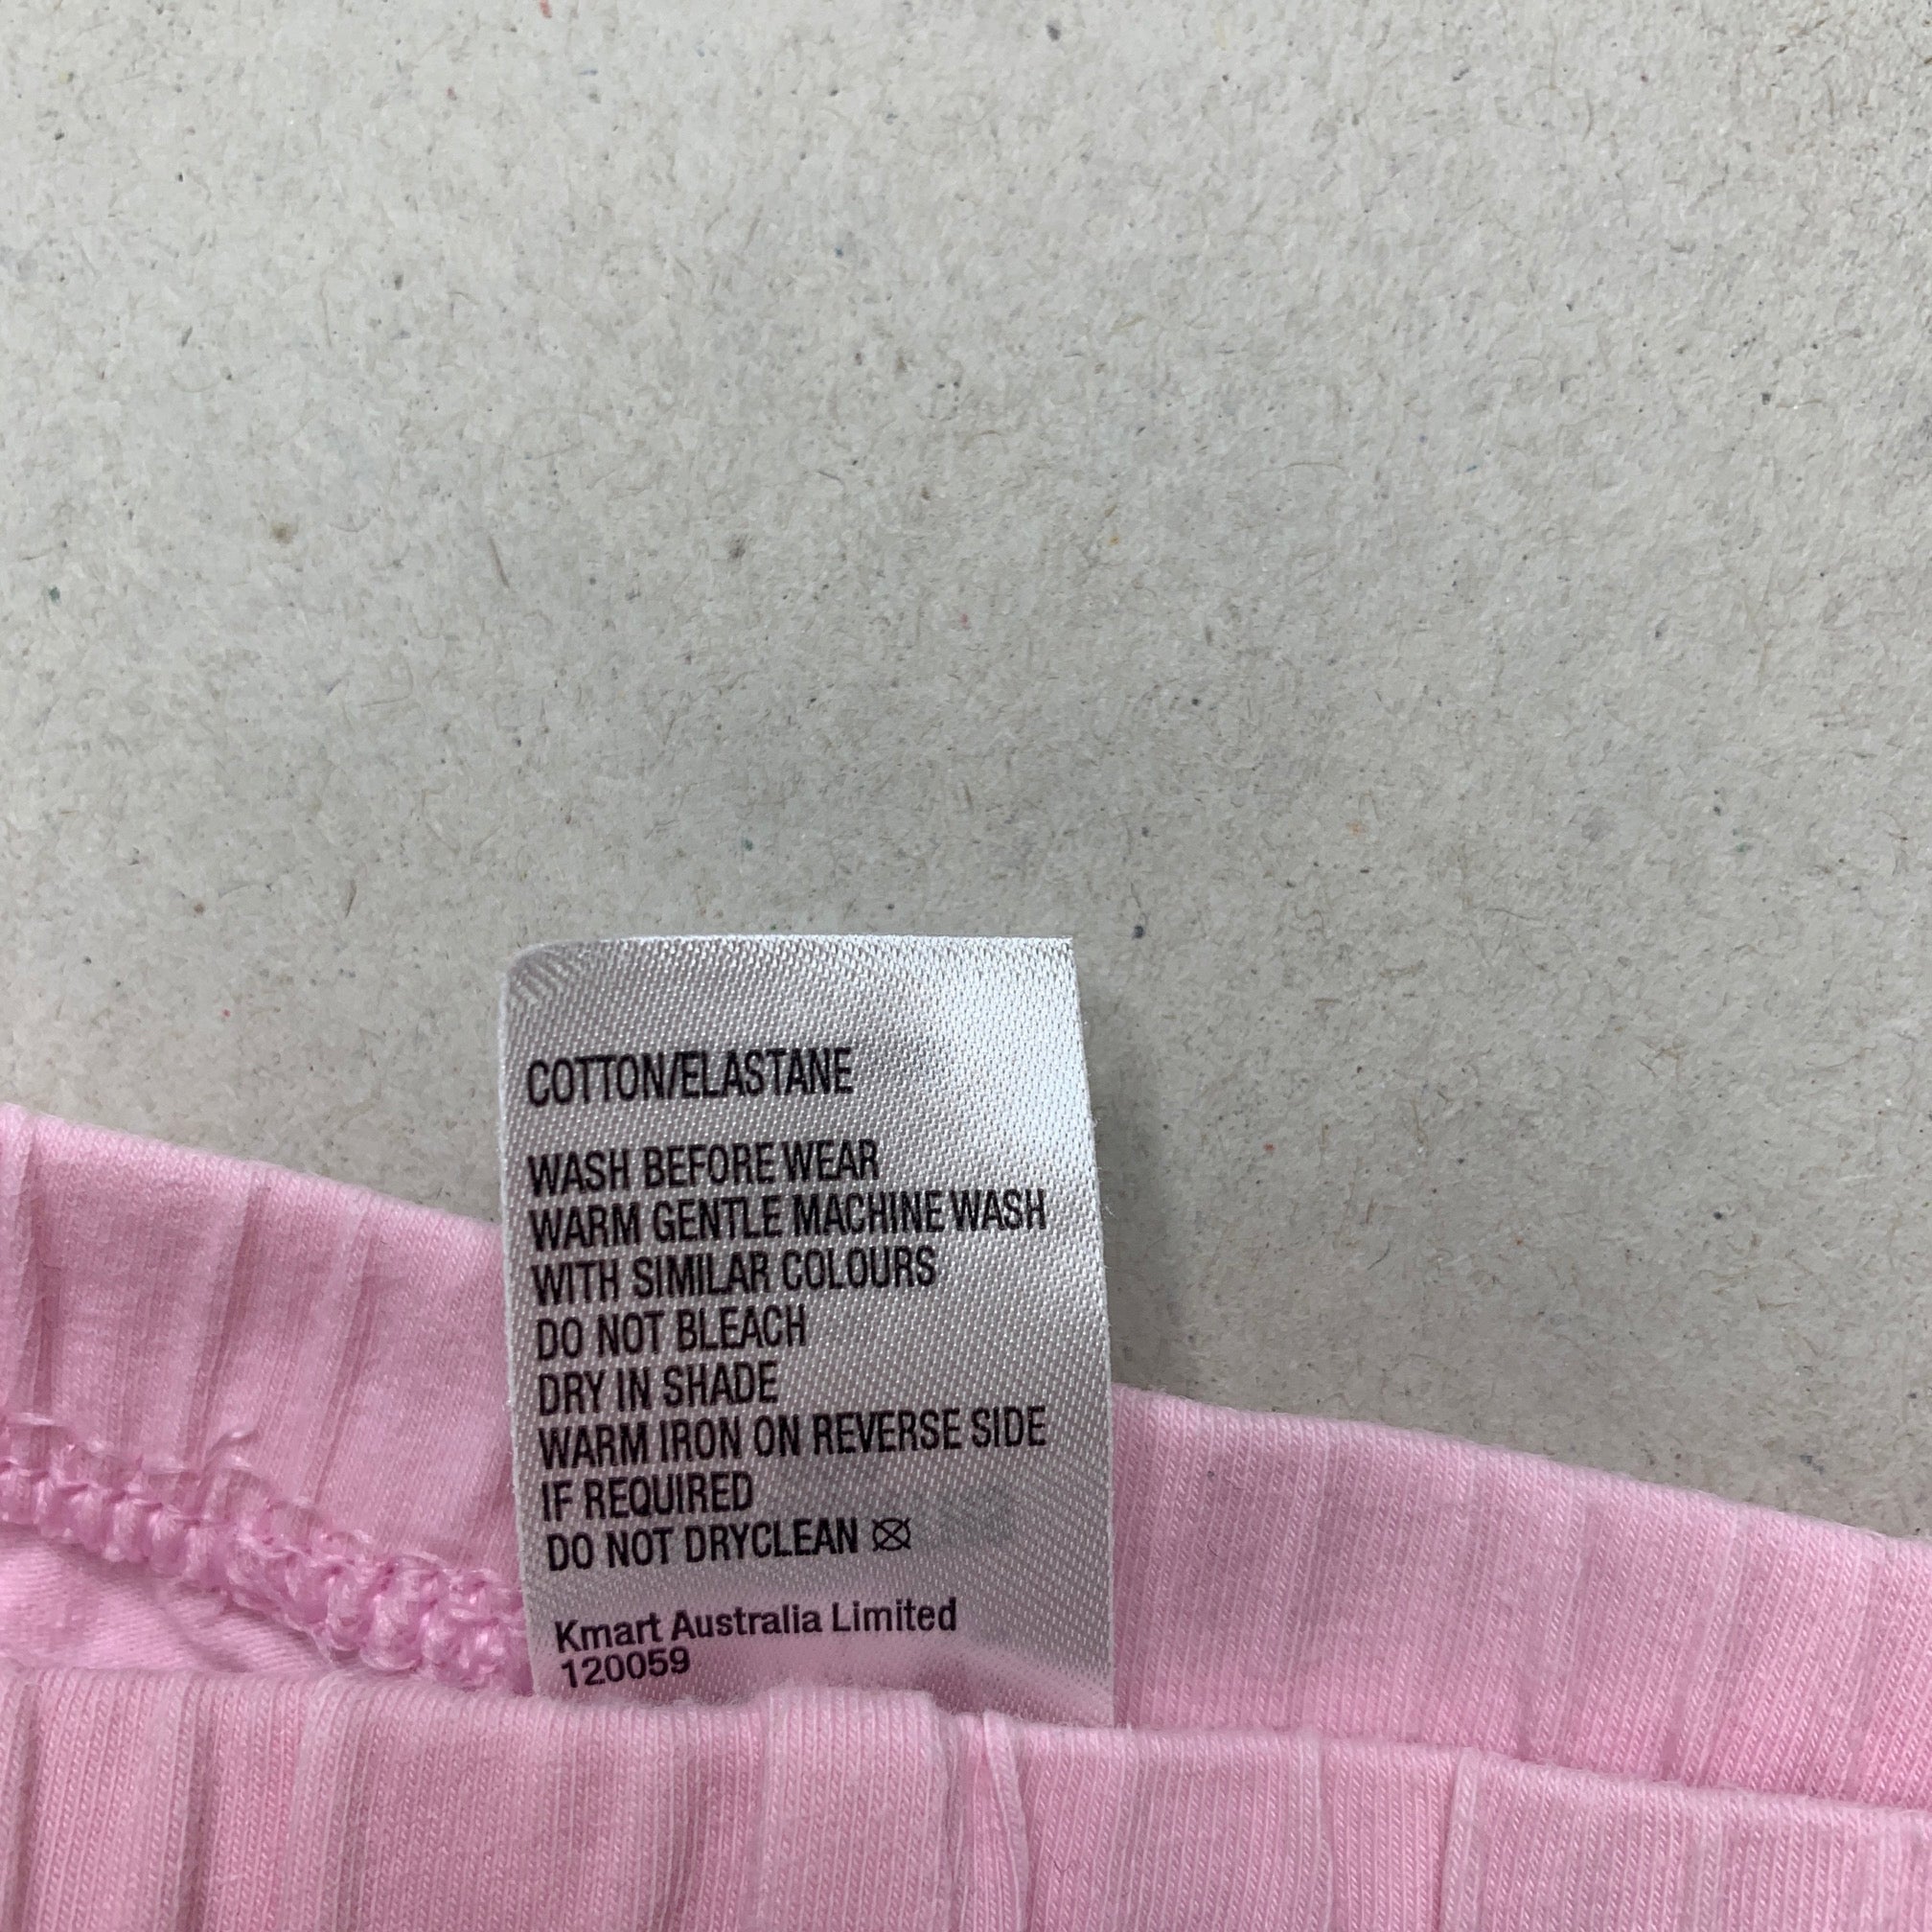 COTTON/ELASTANE
WASH BEFORE WEAR
WARM GENTLE MACHINE WASH
WITH SIMILAR COLOURS
DO NOT BLEACH
DRY IN SHADE
WARM IRON ON REVERSE SIDE
IF REQUIRED
DO NOT DRYCLEAN
Kmart Australia Limited
120059